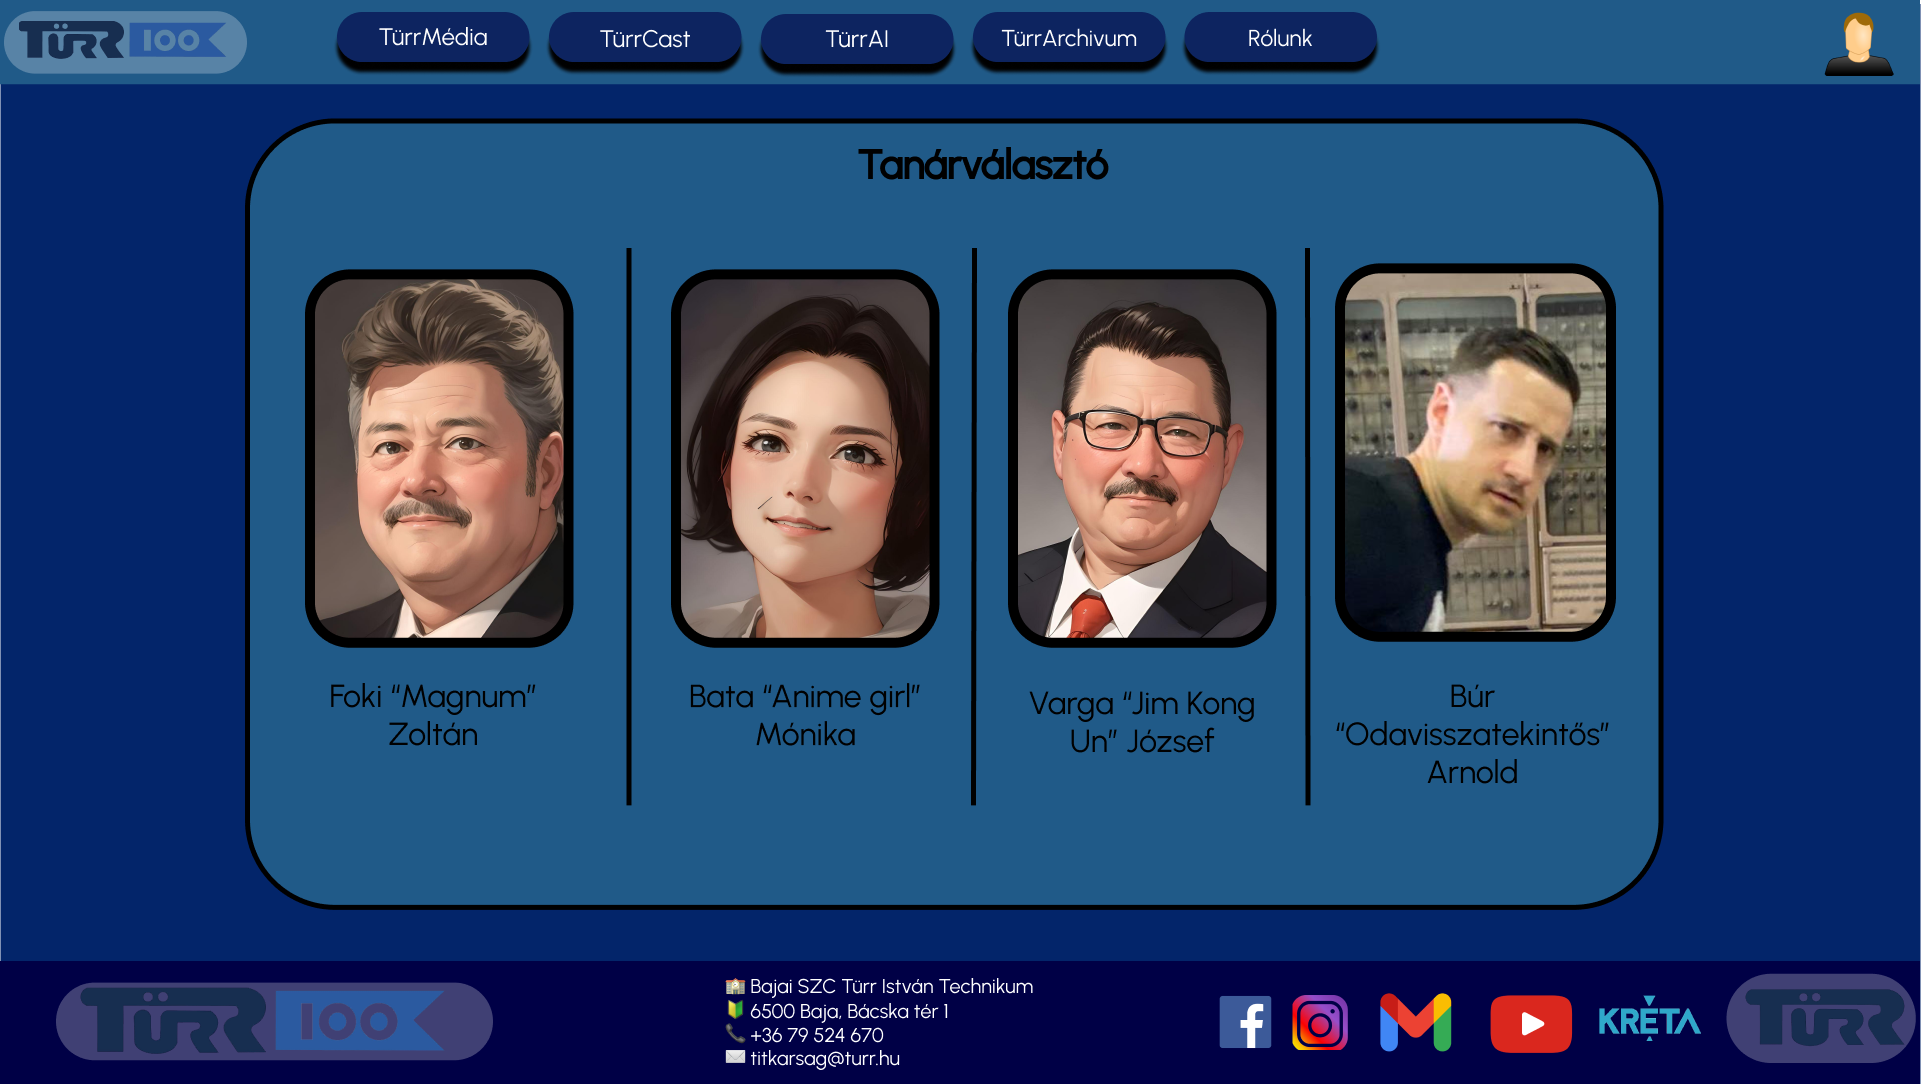 TÜRR 100
TürrMédia
TürrCast
TürrAI
TürrArchivum
Rólunk
Tanárválasztó
Foki “Magnum”
Zoltán
Bata “Anime girl”
Mónika
Varga “Jim Kong
Un” József
Búr
“Odavisszatekintős”
Arnold
TÜRR 100
Bajai SZC Türr István Technikum
6500 Baja, Bácska tér 1
+36 79 524 670
titkarsag@turr.hu
f
KRÉTA
TÜRR